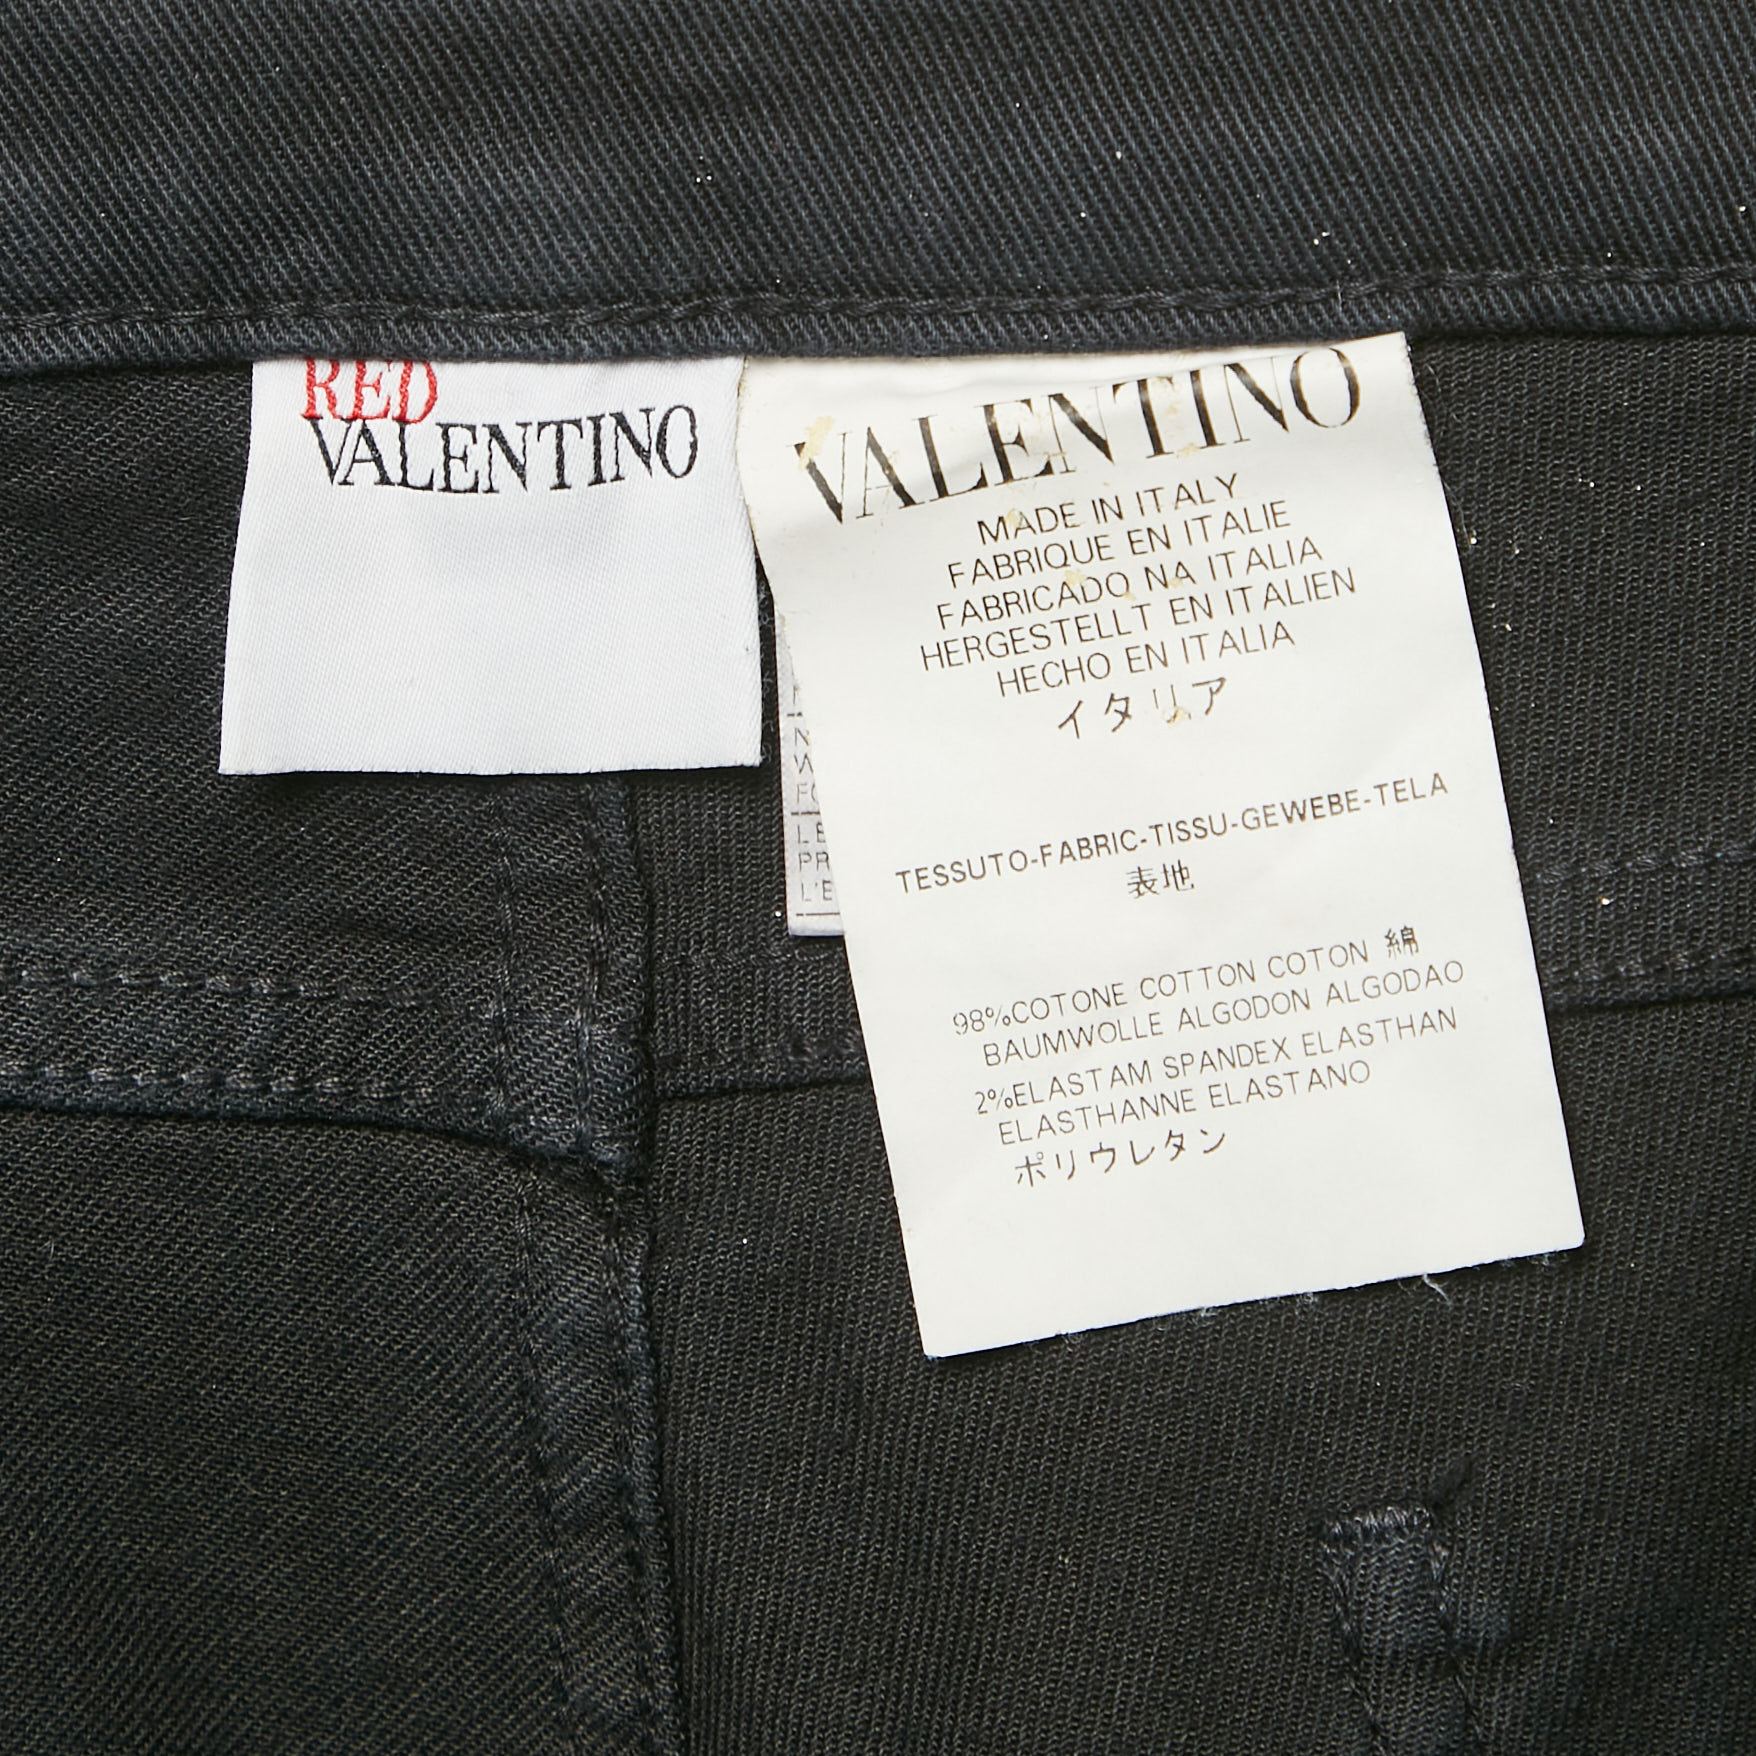 RED
VALENTINO
VALENTINO
MADE IN ITALY
FABRIQUE EN ITALIE
FABRICADO NA ITALIA
HERGESTELLT EN ITALIEN
HECHO EN ITALIA
イタリア
TESSUTO-FABRIC-TISSU-GEWEBE-TELA
表地
98%COTONE COTTON COTON 綿
BAUMWOLLE ALGODON ALGODAO
2%ELASTAM SPANDEX ELASTHAN
ELASTHANNE ELASTANO
ポリウレタン